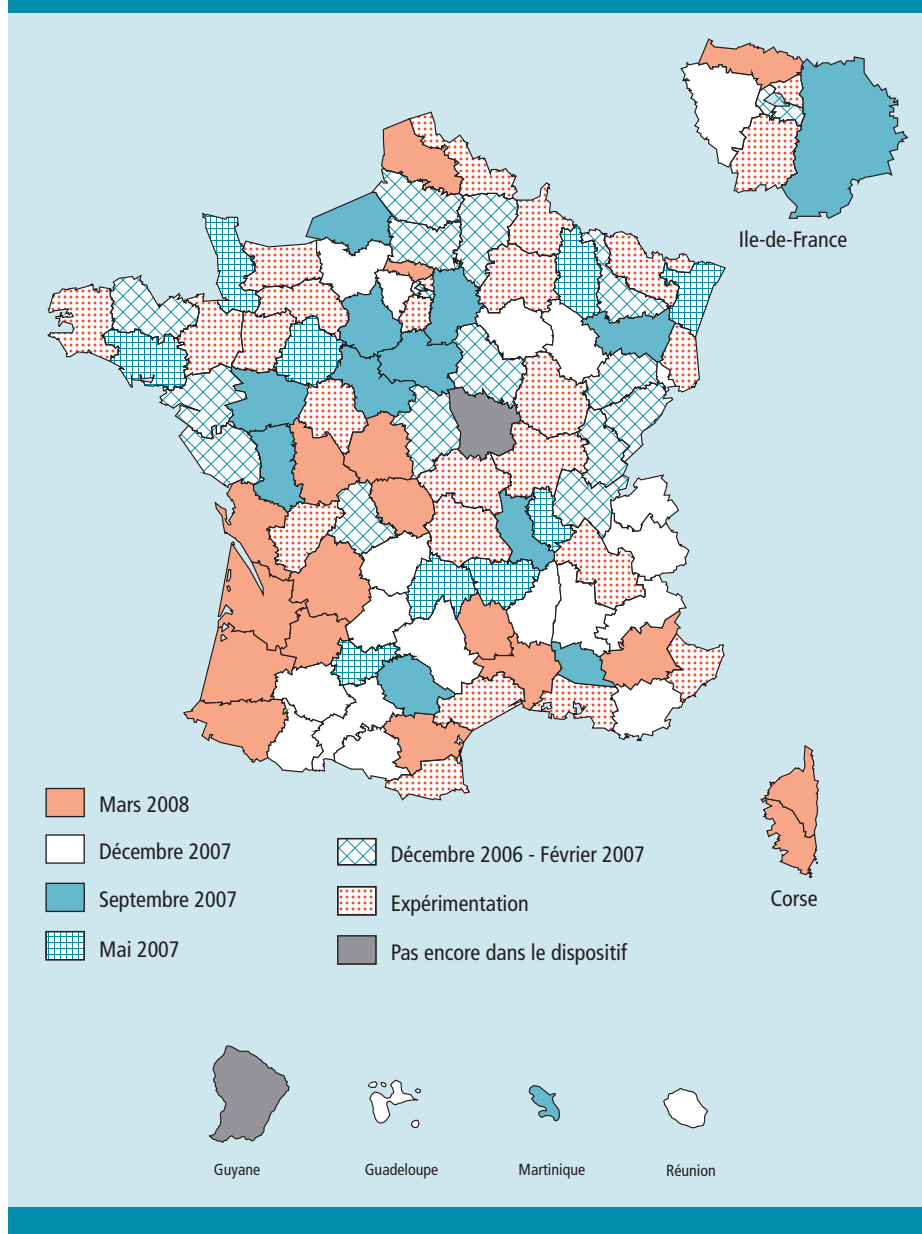 Ile-de-France
Mars 2008
Décembre 2007
Septembre 2007
Mai 2007
Décembre 2006 - Février 2007
Expérimentation
Pas encore dans le dispositif
Corse
Guyane
Guadeloupe
Martinique
Réunion